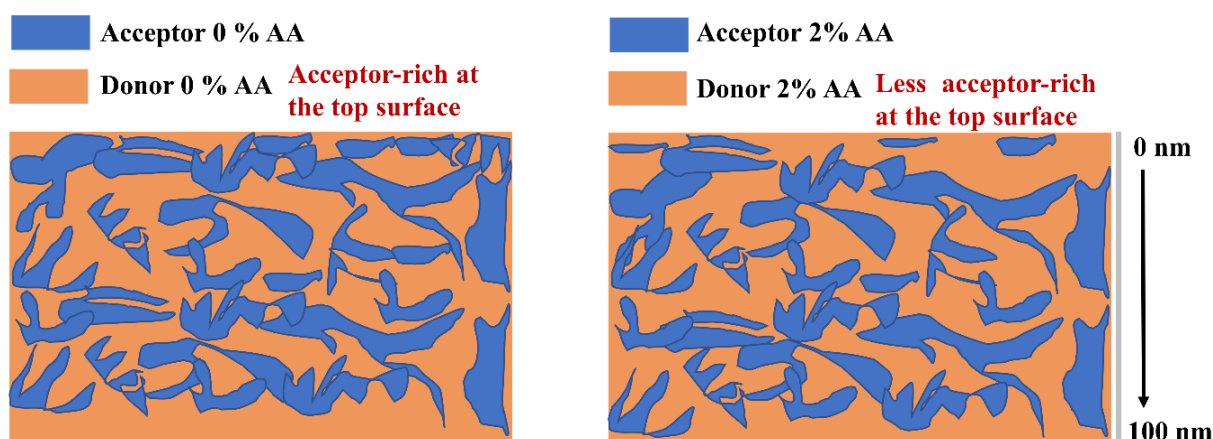 Acceptor 0 % AA
Donor 0 % AA
Acceptor-rich at
the top surface
Acceptor 2% AA
Donor 2% AA
Less acceptor-rich
at the top surface
0 nm
100 nm